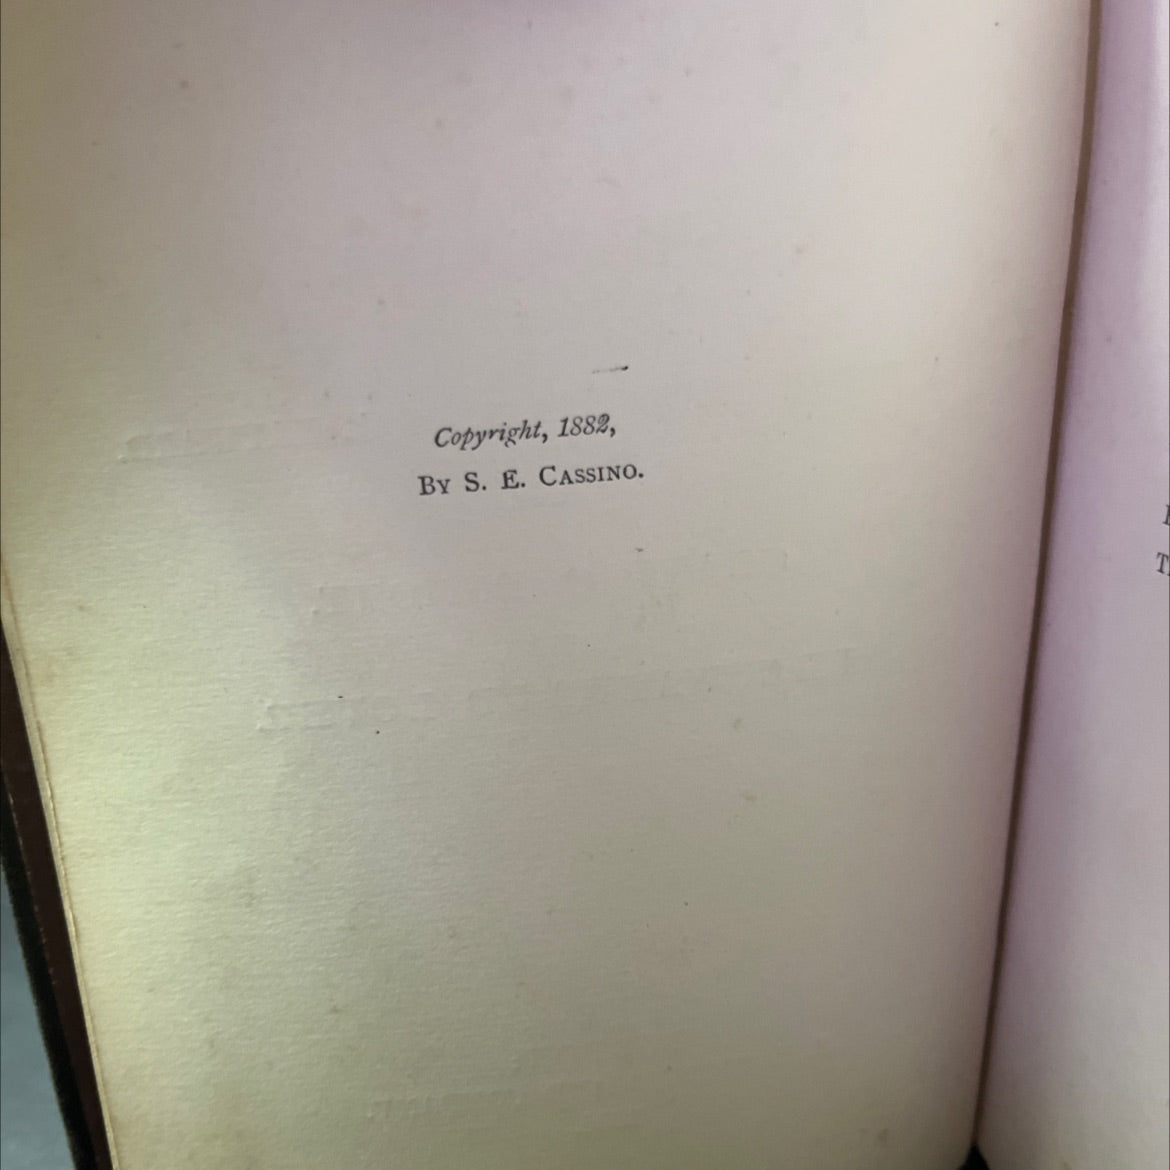 Copyright, 1882,
By S. E. Cassino.